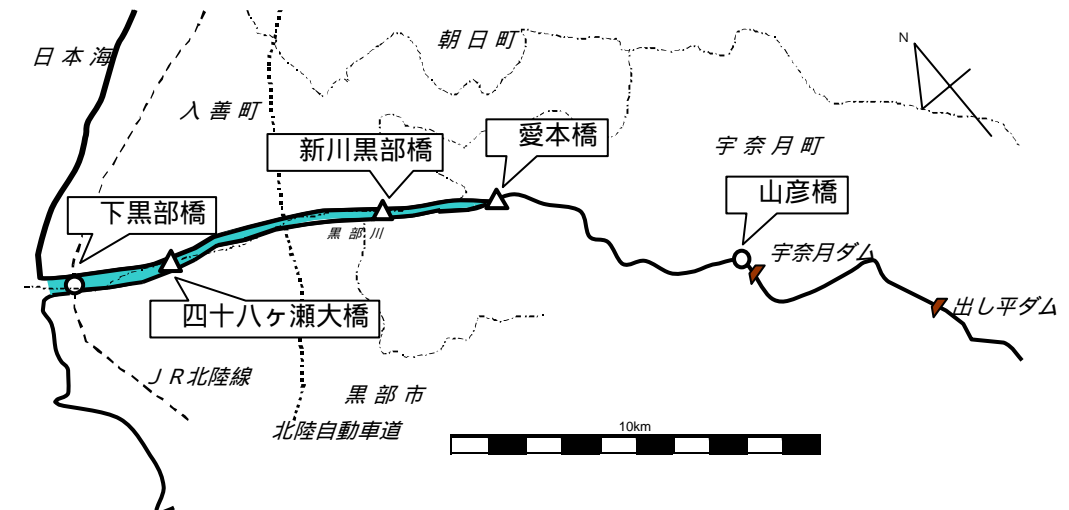 朝日町
N
日本海
入善町
新川黒部橋
愛本橋
宇奈月町
山彦橋
下黒部橋
黒部川
宇奈月ダム
四十八ヶ瀬大橋
出し平ダム
JR北陸線
黒部市
北陸自動車道
10km